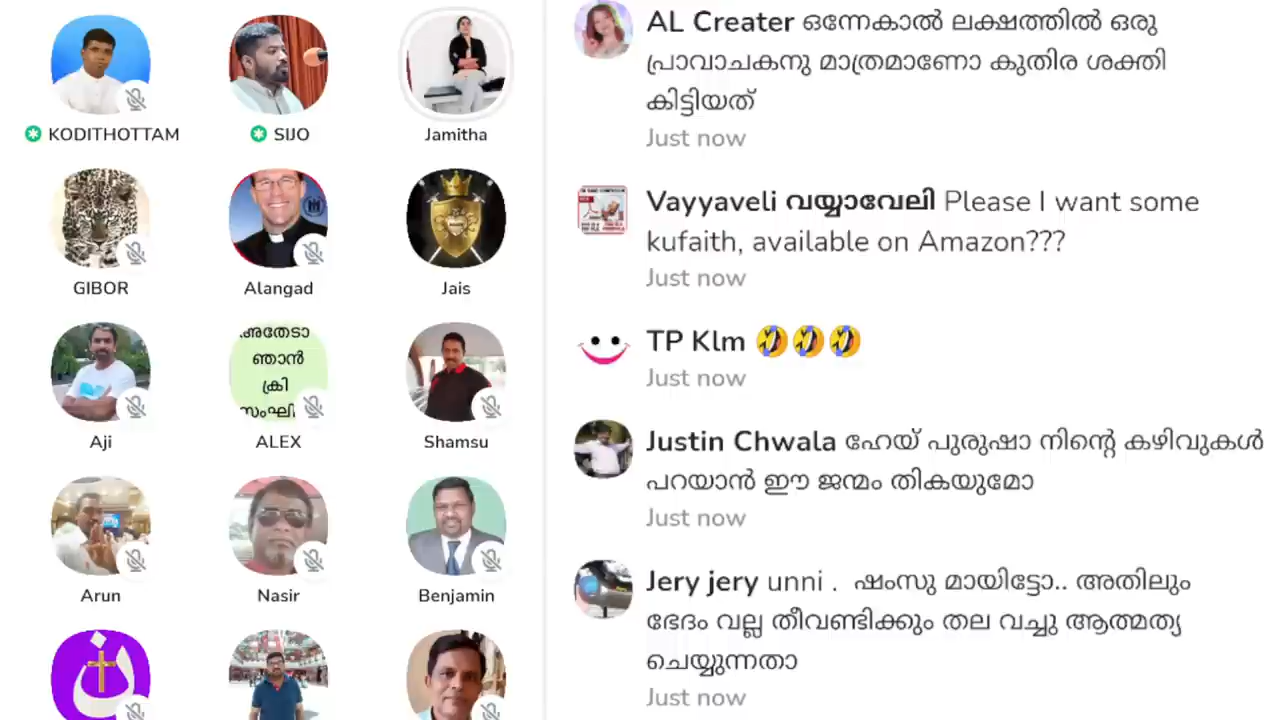 KODITHOTTAM
SIJO
Jamitha
GIBOR
Alangad
Jais
Aji
അതേടാ
ഞാൻ
ക്രി
സംഘി
ALEX
Shamsu
Arun
Nasir
Benjamin
AL Creater ഒന്നേകാൽ ലക്ഷത്തിൽ ഒരു
പ്രാവാചകനു മാത്രമാണോ കുതിര ശക്തി
കിട്ടിയത്
Just now
Vayyaveli വയ്യാവേലി Please I want some
kufaith, available on Amazon???
Just now
TP Klm 🤣🤣🤣
Just now
Justin Chwala ഹേയ് പുരുഷാ നിന്റെ കഴിവുകൾ
പറയാൻ ഈ ജന്മം തികയുമോ
Just now
Jery jery unni . ഷംസു മായിട്ടോ.. അതിലും
ഭേദം വല്ല തീവണ്ടിക്കും തല വച്ചു ആത്മത്യ
ചെയ്യുന്നതാ
Just now